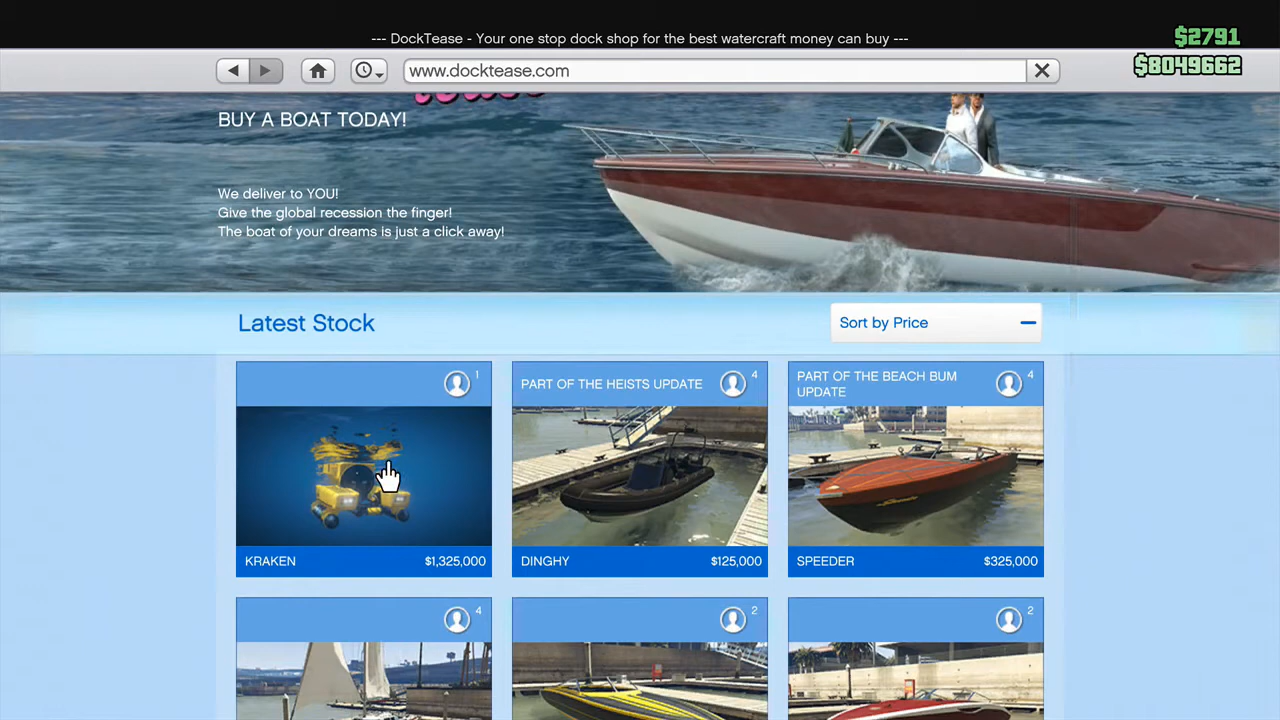 --- DockTease - Your one stop dock shop for the best watercraft money can buy ---
$2791
$8049662
www.docktease.com
BUY A BOAT TODAY!
We deliver to YOU!
Give the global recession the finger!
The boat of your dreams is just a click away!
Latest Stock
Sort by Price
1
PART OF THE HEISTS UPDATE
4
PART OF THE BEACH BUM
UPDATE
4
KRAKEN
$1,325,000
DINGHY
$125,000
SPEEDER
$325,000
4
2
2